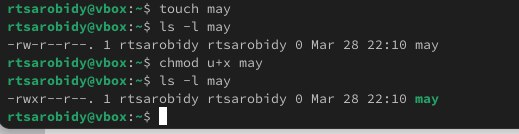 rtsarobidy@vbox:~$ touch may
rtsarobidy@vbox:~$ ls -l may
-rw-r--r--. 1 rtsarobidy rtsarobidy 0 Mar 28 22:10 may
rtsarobidy@vbox:~$ chmod u+x may
rtsarobidy@vbox:~$ ls -l may
-rwxr--r--. 1 rtsarobidy rtsarobidy 0 Mar 28 22:10 may
rtsarobidy@vbox:~$